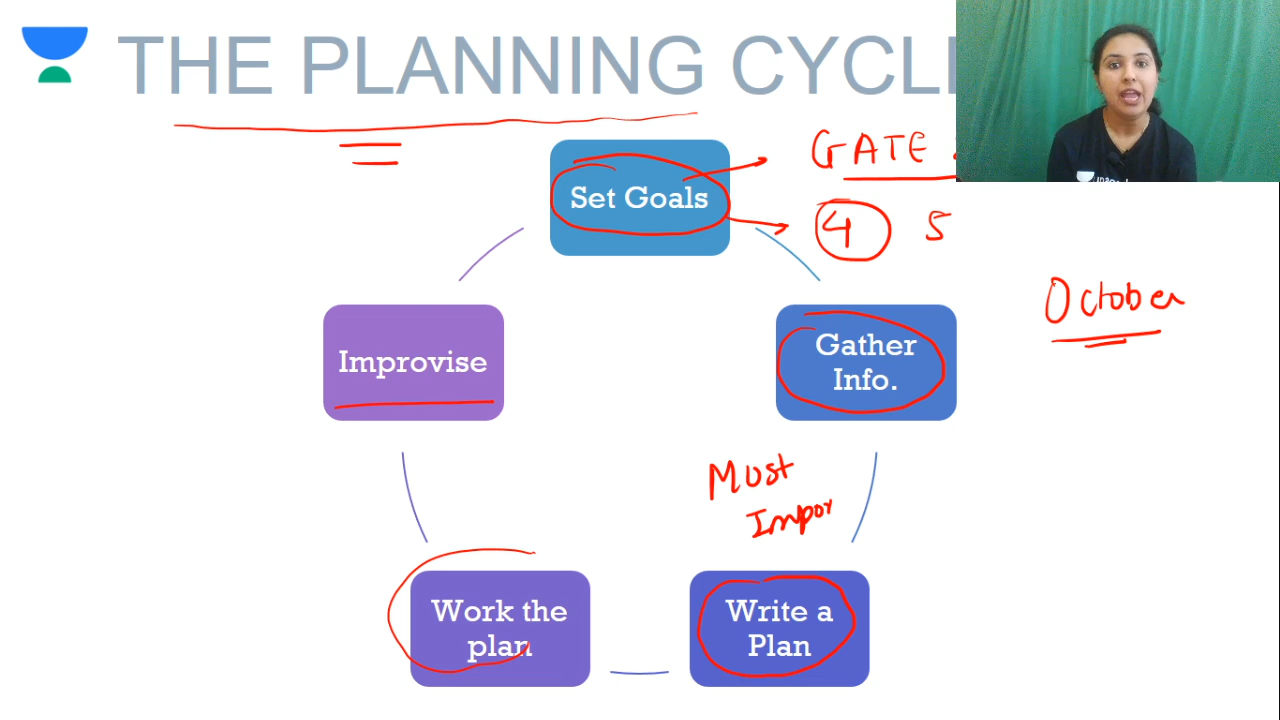 THE PLANNING CYCL
Set Goals
GATE
4 5
October
Gather
Info.
Improvise
Most
Impor
Work the
plan
Write a
Plan